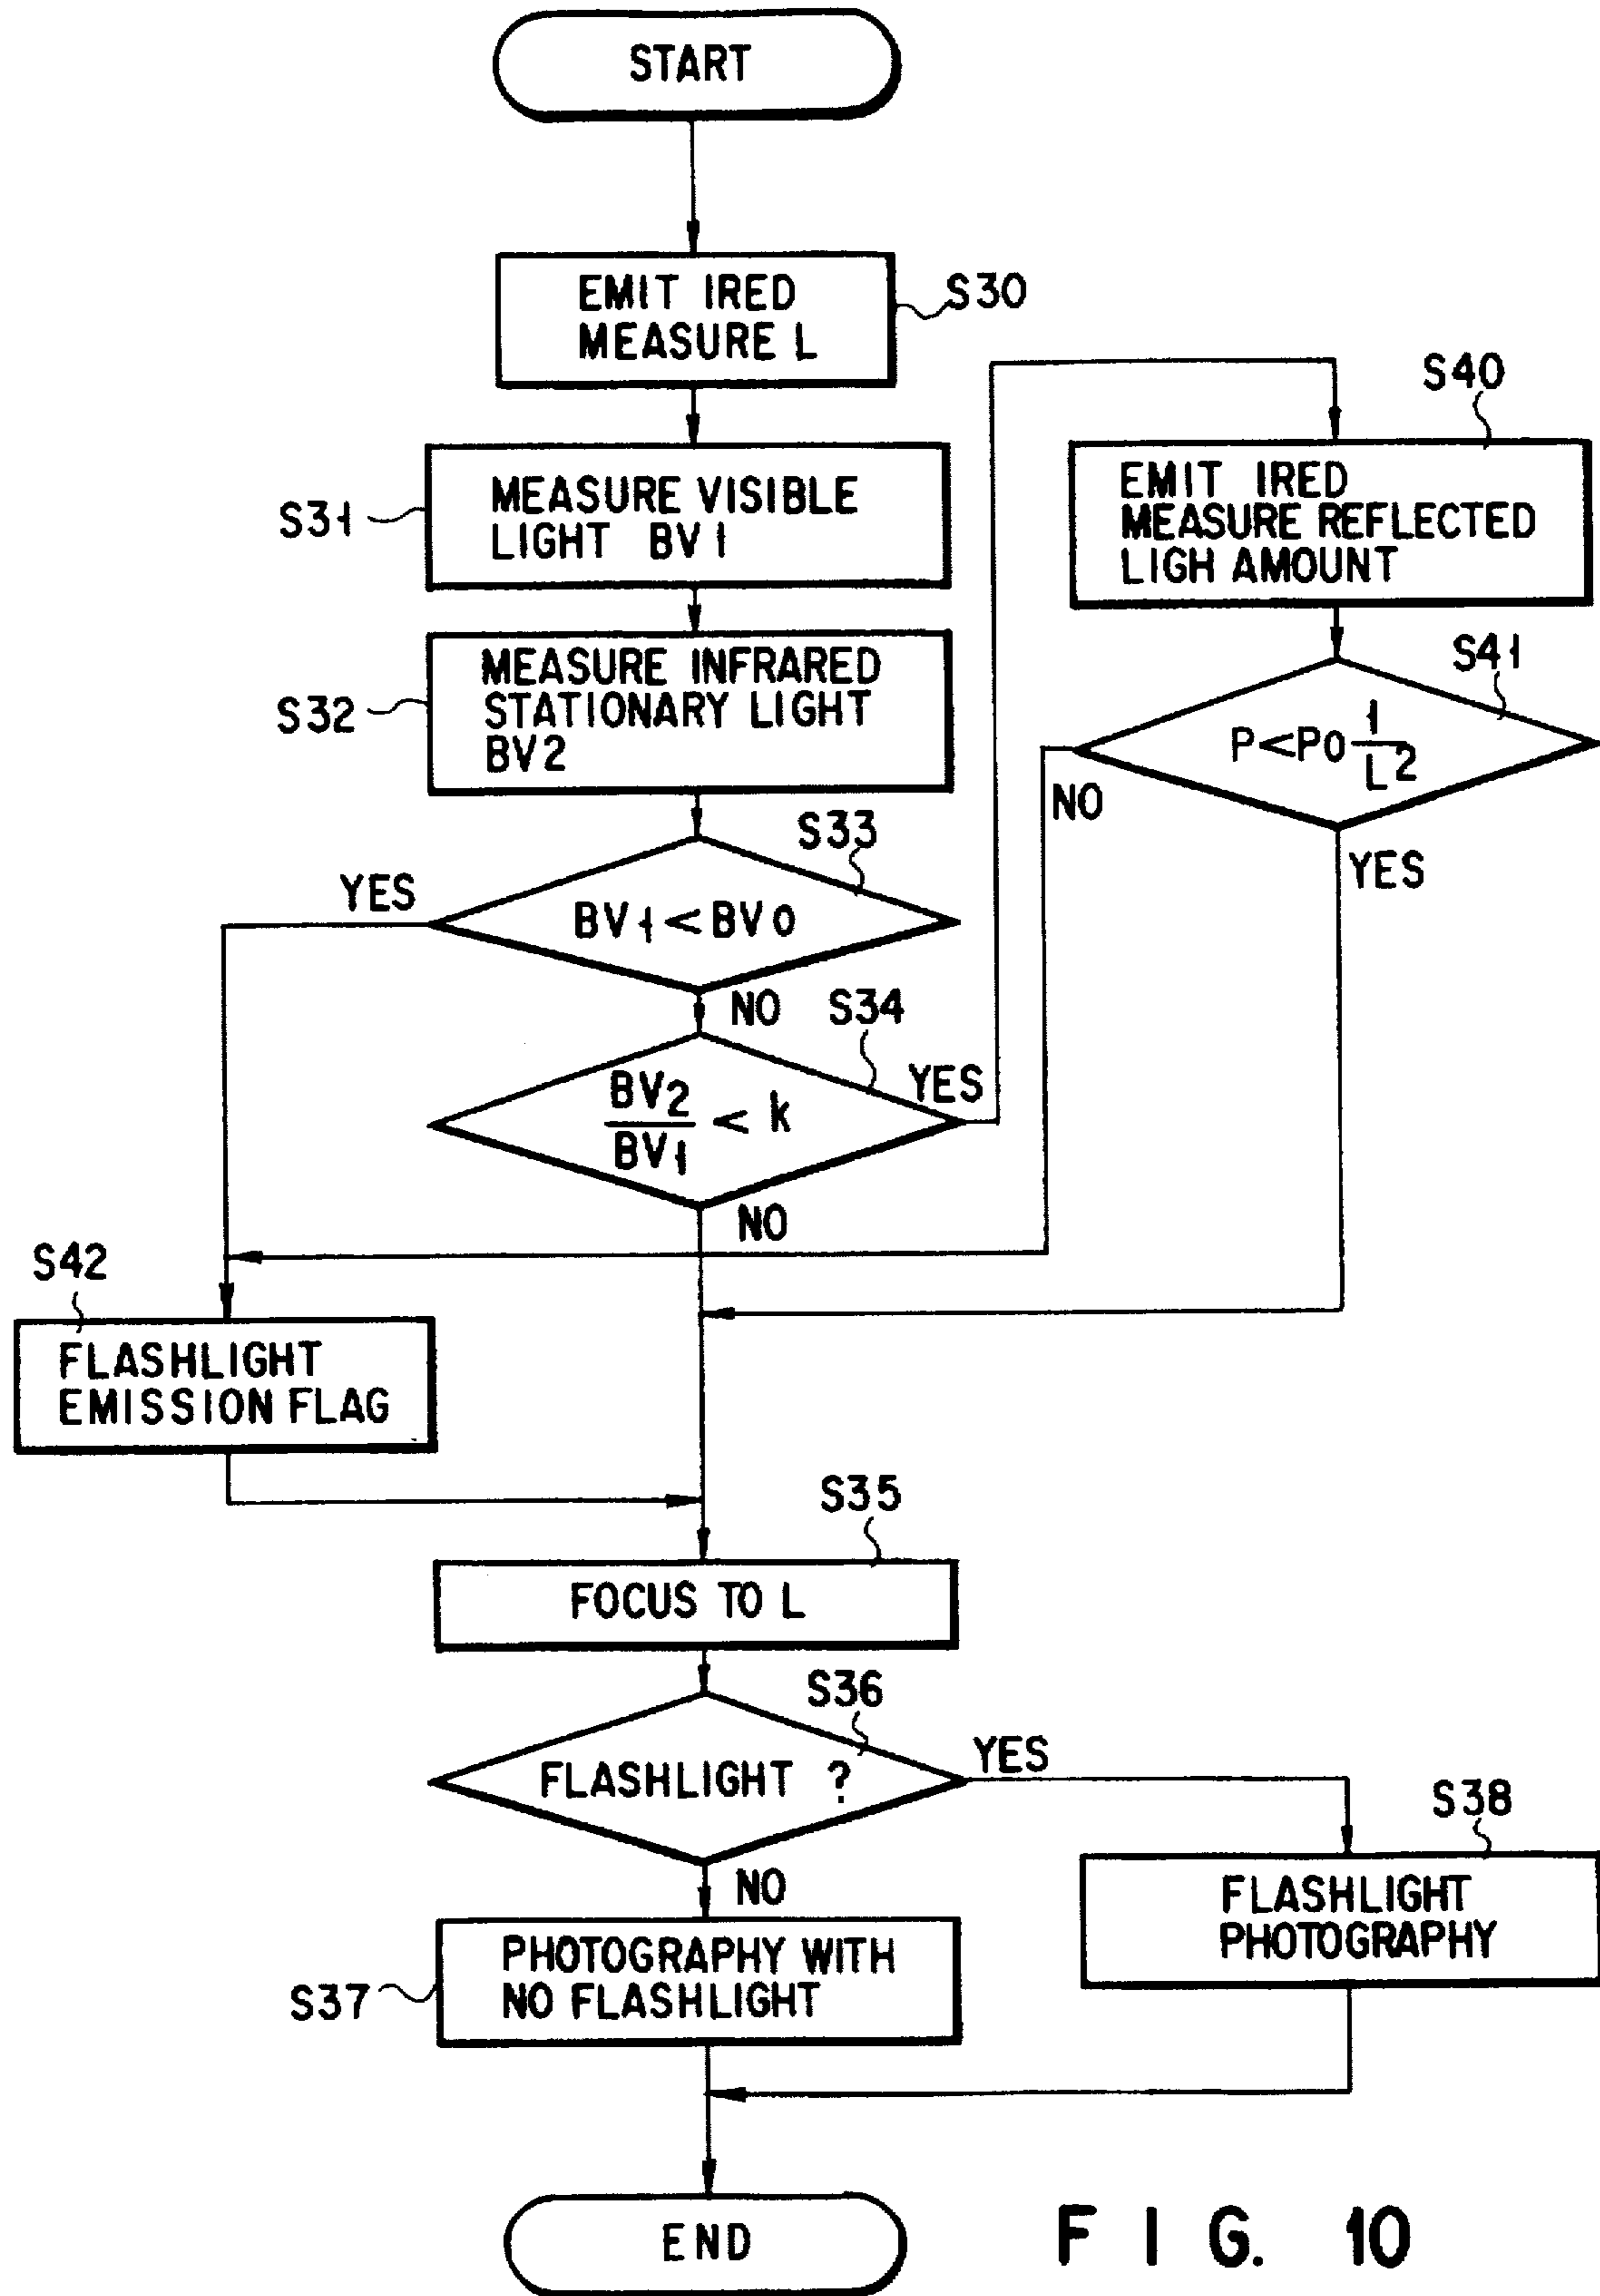 START
EMIT IRED
MEASURE L
S30
S31
MEASURE VISIBLE
LIGHT BV1
S32
MEASURE INFRARED
STATIONARY LIGHT
BV2
S33
YES
BV1<BV0
NO
S34
BV2/BV1 < k
YES
NO
S40
EMIT IRED
MEASURE REFLECTED
LIGH AMOUNT
S41
P<P0 1/L2
NO
YES
S42
FLASHLIGHT
EMISSION FLAG
S35
FOCUS TO L
S36
FLASHLIGHT ?
YES
NO
S38
FLASHLIGHT
PHOTOGRAPHY
S37
PHOTOGRAPHY WITH
NO FLASHLIGHT
END
FIG. 10